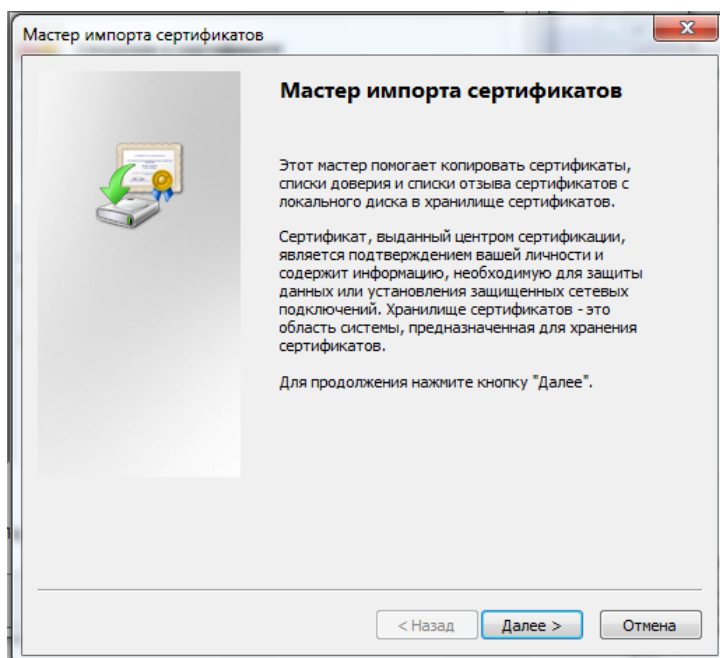 Мастер импорта сертификатов
Мастер импорта сертификатов
Этот мастер помогает копировать сертификаты,
списки доверия и списки отзыва сертификатов с
локального диска в хранилище сертификатов.
Сертификат, выданный центром сертификации,
является подтверждением вашей личности и
содержит информацию, необходимую для защиты
данных или установления защищенных сетевых
подключений. Хранилище сертификатов - это
область системы, предназначенная для хранения
сертификатов.
Для продолжения нажмите кнопку "Далее".
< Назад Далее > Отмена